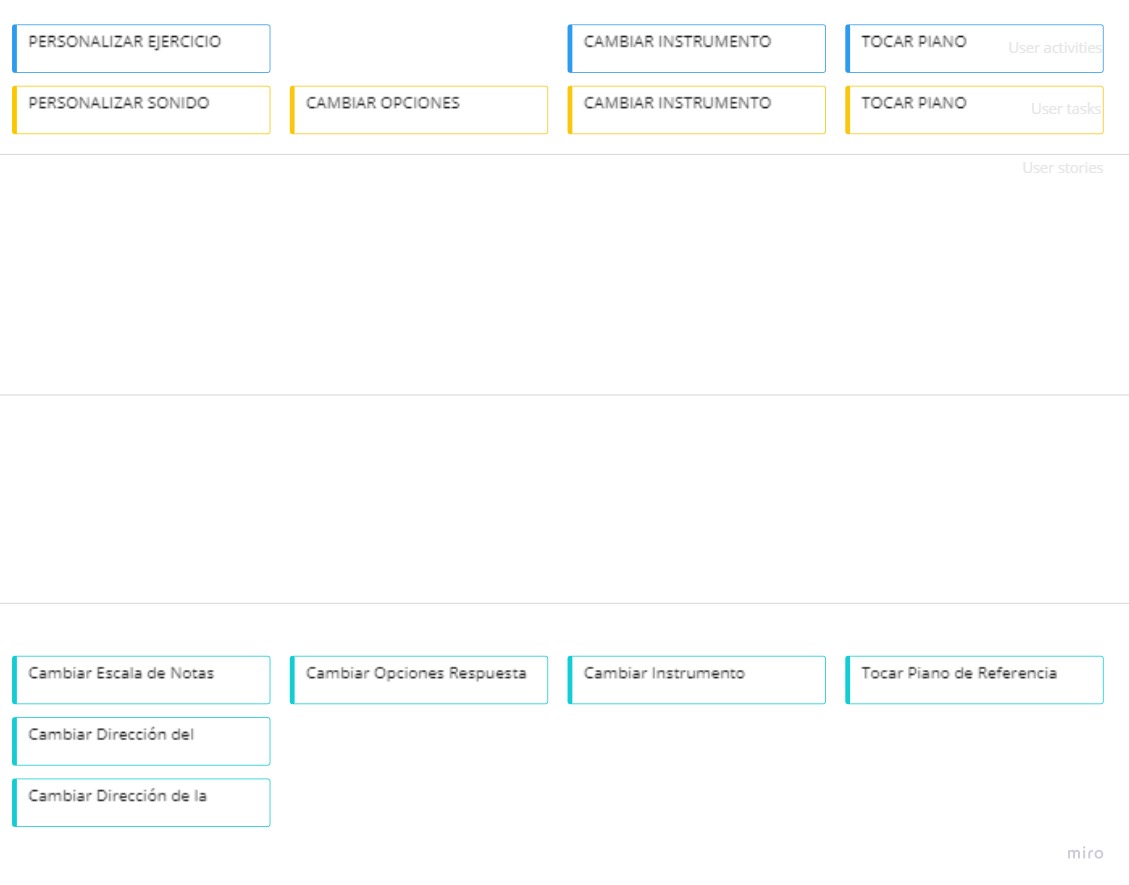 PERSONALIZAR EJERCICIO
CAMBIAR INSTRUMENTO
TOCAR PIANO
User activities
PERSONALIZAR SONIDO
CAMBIAR OPCIONES
CAMBIAR INSTRUMENTO
TOCAR PIANO
User tasks
User stories
Cambiar Escala de Notas
Cambiar Opciones Respuesta
Cambiar Instrumento
Tocar Piano de Referencia
Cambiar Dirección del
Cambiar Dirección de la
miro